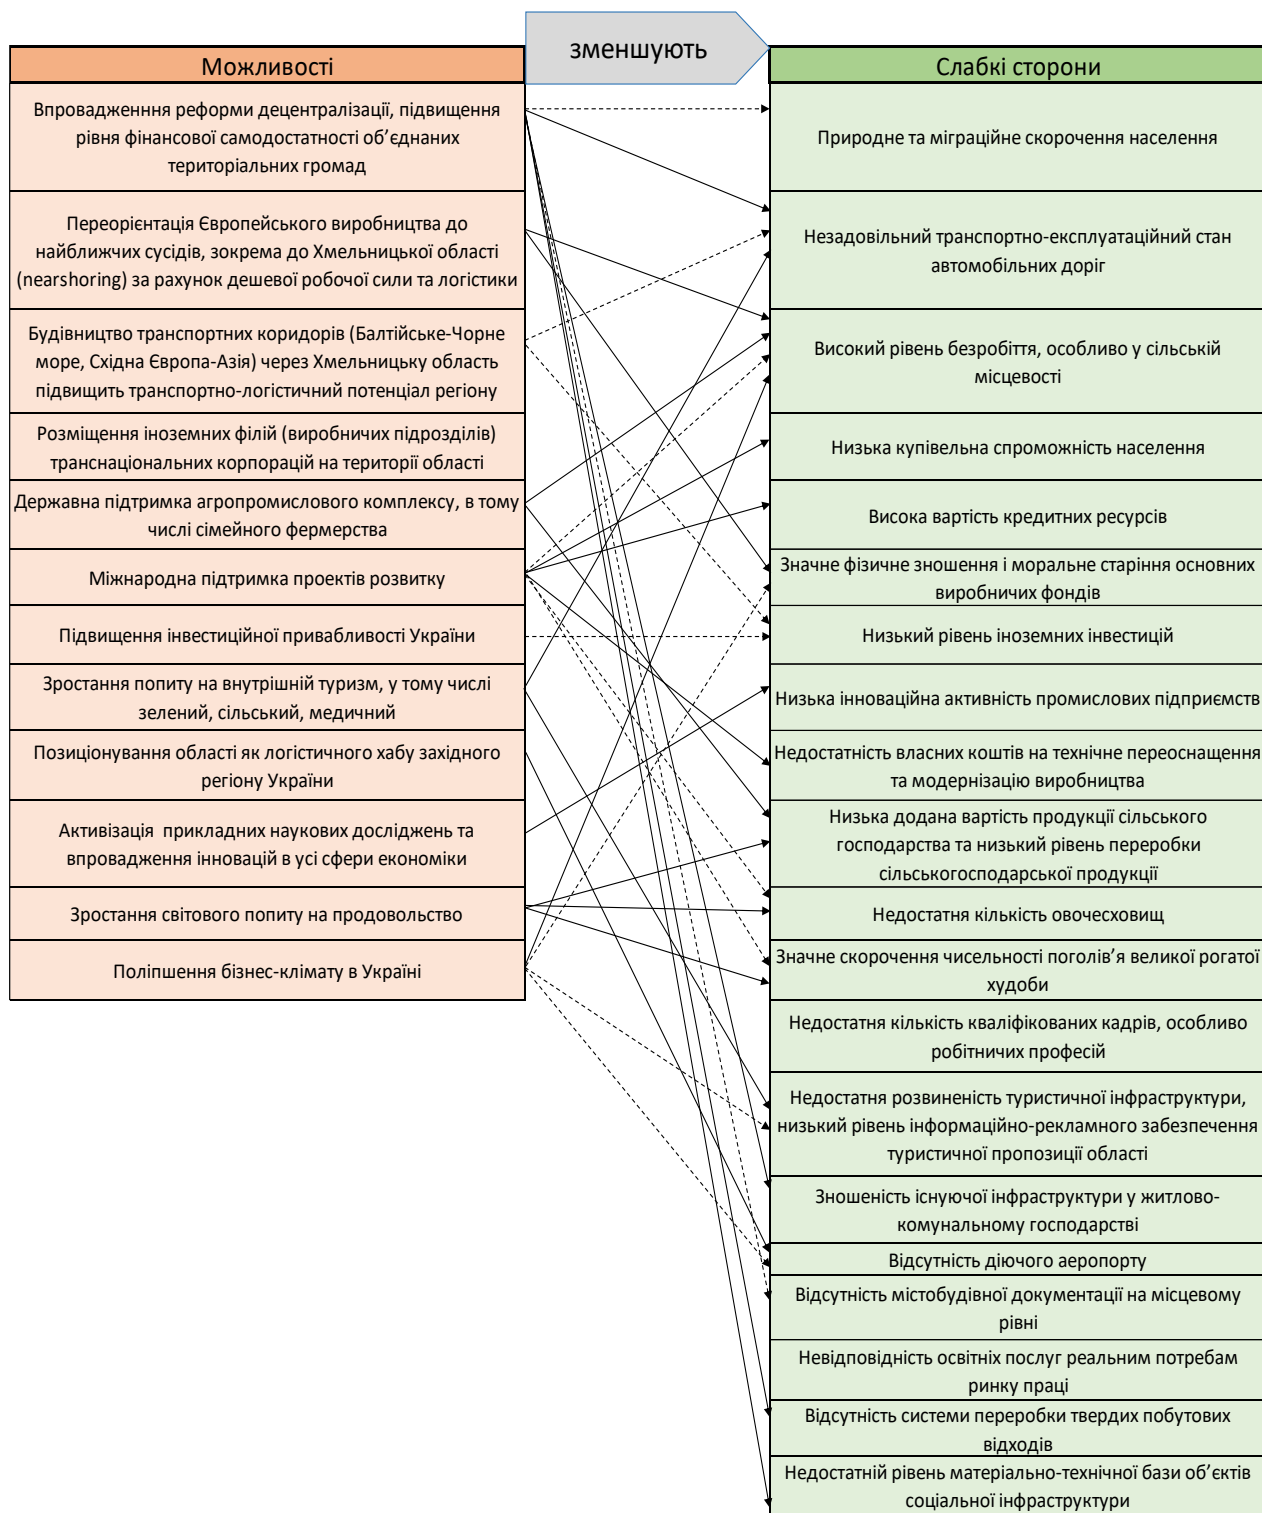 зменшують
Можливості
Впровадженння реформи децентралізації, підвищення
рівня фінансової самодостатності об’єднаних
територіальних громад
Переорієнтація Європейського виробництва до
найближчих сусідів, зокрема до Хмельницької області
(nearshoring) за рахунок дешевої робочої сили та логістики
Будівництво транспортних коридорів (Балтійське-Чорне
море, Східна Європа-Азія) через Хмельницьку область
підвищить транспортно-логістичний потенціал регіону
Розміщення іноземних філій (виробничих підрозділів)
транснаціональних корпорацій на території області
Державна підтримка агропромислового комплексу, в тому
числі сімейного фермерства
Міжнародна підтримка проектів розвитку
Підвищення інвестиційної привабливості України
Зростання попиту на внутрішній туризм, у тому числі
зелений, сільський, медичний
Позиціонування області як логістичного хабу західного
регіону України
Активізація прикладних наукових досліджень та
впровадження інновацій в усі сфери економіки
Зростання світового попиту на продовольство
Поліпшення бізнес-клімату в Україні
Слабкі сторони
Природне та міграційне скорочення населення
Незадовільний транспортно-експлуатаційний стан
автомобільних доріг
Високий рівень безробіття, особливо у сільській
місцевості
Низька купівельна спроможність населення
Висока вартість кредитних ресурсів
Значне фізичне зношення і моральне старіння основних
виробничих фондів
Низький рівень іноземних інвестицій
Низька інноваційна активність промислових підприємств
Недостатність власних коштів на технічне переоснащення
та модернізацію виробництва
Низька додана вартість продукції сільського
господарства та низький рівень переробки
сільськогосподарської продукції
Недостатня кількість овочесховищ
Значне скорочення чисельності поголів’я великої рогатої
худоби
Недостатня кількість кваліфікованих кадрів, особливо
робітничих професій
Недостатня розвиненість туристичної інфраструктури,
низький рівень інформаційно-рекламного забезпечення
туристичної пропозиції області
Зношеність існуючої інфраструктури у житлово-
комунальному господарстві
Відсутність діючого аеропорту
Відсутність містобудівної документації на місцевому
рівні
Невідповідність освітніх послуг реальним потребам
ринку праці
Відсутність системи переробки твердих побутових
відходів
Недостатній рівень матеріально-технічної бази об’єктів
соціальної інфраструктури